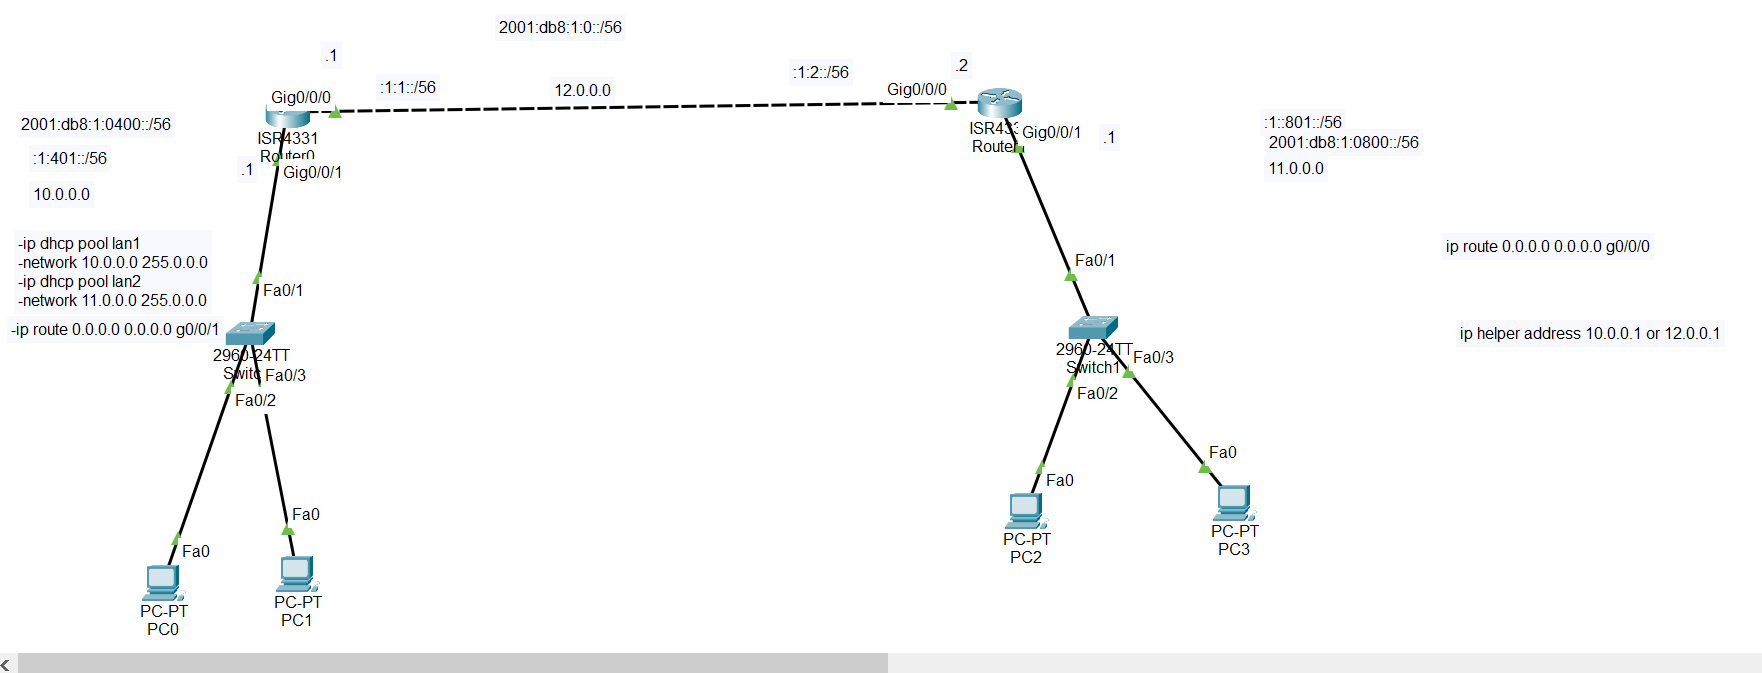 2001:db8:1:0::/56
.1
.2
:1:1::/56
12.0.0.0
:1:2::/56
Gig0/0/0
Gig0/0/0
2001:db8:1:0400::/56
:1:401::/56
10.0.0.0
ISR4331
Router0
.1
Gig0/0/1
ISR433
Router
Gig0/0/1
.1
:1::801::/56
2001:db8:1:0800::/56
11.0.0.0
-ip dhcp pool lan1
-network 10.0.0.0 255.0.0.0
-ip dhcp pool lan2
-network 11.0.0.0 255.0.0.0
-ip route 0.0.0.0 0.0.0.0 g0/0/1
ip route 0.0.0.0 0.0.0.0 g0/0/0
ip helper address 10.0.0.1 or 12.0.0.1
Fa0/1
2960-24TT
Switc
Fa0/3
Fa0/2
Fa0/1
2960-24TT
Switch1
Fa0/3
Fa0/2
Fa0
PC-PT
PC0
Fa0
PC-PT
PC1
Fa0
PC-PT
PC2
Fa0
PC-PT
PC3